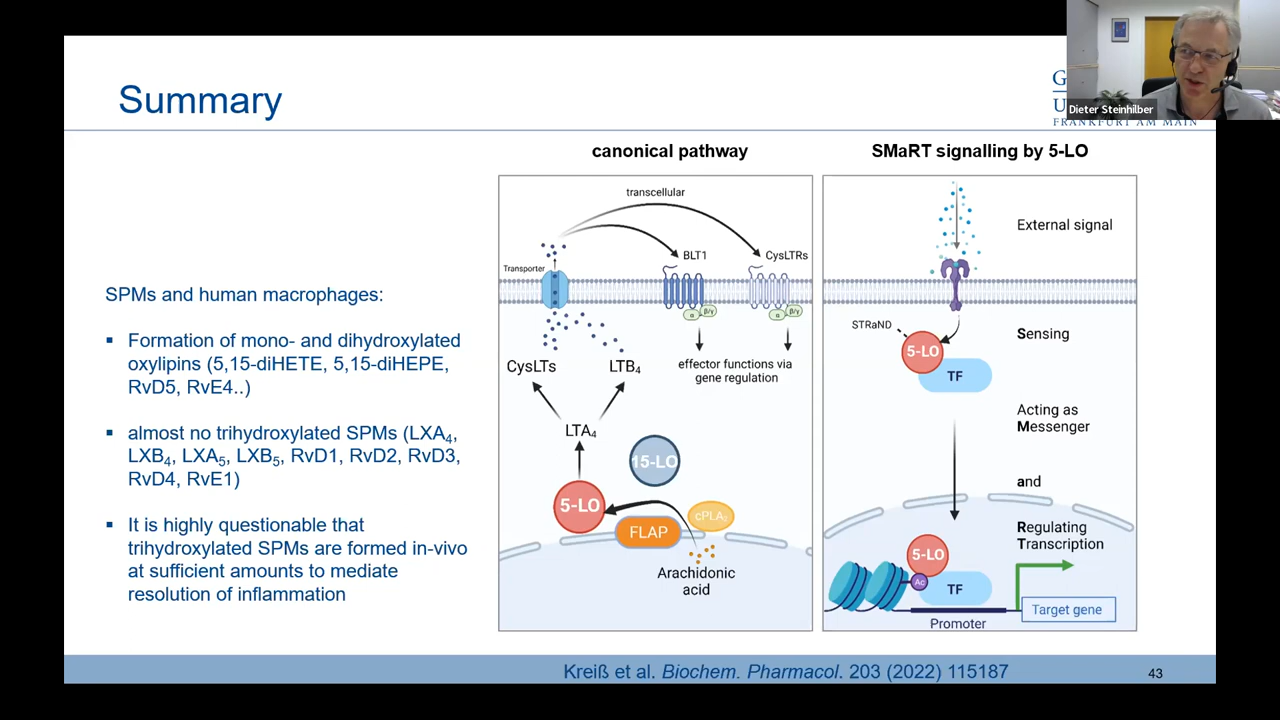 Summary
Dieter Steinhilber
FRANKFURT AM MAIN
SPMs and human macrophages:
▪ Formation of mono- and dihydroxylated
oxylipins (5,15-diHETE, 5,15-diHEPE,
RvD5, RvE4..)
▪ almost no trihydroxylated SPMs (LXA₄,
LXB₄, LXA₅, LXB₅, RvD1, RvD2, RvD3,
RvD4, RvE1)
▪ It is highly questionable that
trihydroxylated SPMs are formed in-vivo
at sufficient amounts to mediate
resolution of inflammation
canonical pathway
transcellular
BLT1
CysLTRs
Transporter
α β/γ
α β/γ
CysLTs
LTB₄
effector functions via
gene regulation
LTA₄
15-LO
5-LO
cPLA₂
FLAP
Arachidonic
acid
SMaRT signalling by 5-LO
External signal
STRaND
Sensing
5-LO
TF
Acting as
Messenger
and
Regulating
Transcription
5-LO
Ac
TF
Target gene
Promoter
Kreiß et al. Biochem. Pharmacol. 203 (2022) 115187
43